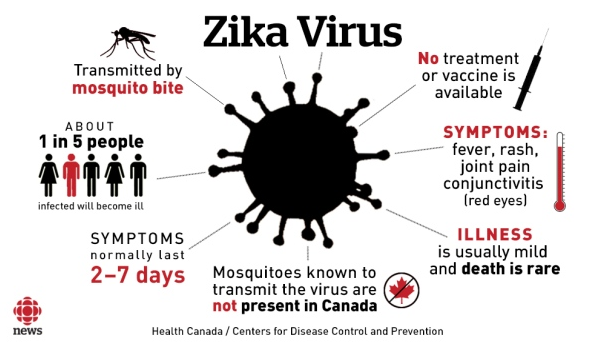 Zika Virus
Transmitted by
mosquito bite
No treatment
or vaccine is
available
ABOUT
1 in 5 people
infected will become ill
SYMPTOMS:
fever, rash,
joint pain
conjunctivitis
(red eyes)
SYMPTOMS
normally last
2–7 days
Mosquitoes known to
transmit the virus are
not present in Canada
ILLNESS
is usually mild
and death is rare
news
Health Canada / Centers for Disease Control and Prevention